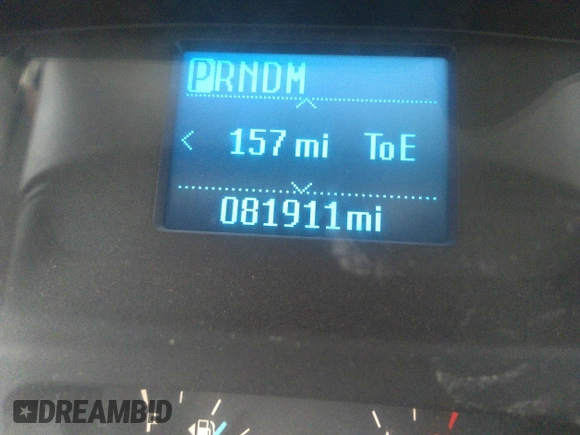 PRNDM
157 mi ToE
081911mi
DREAMBID